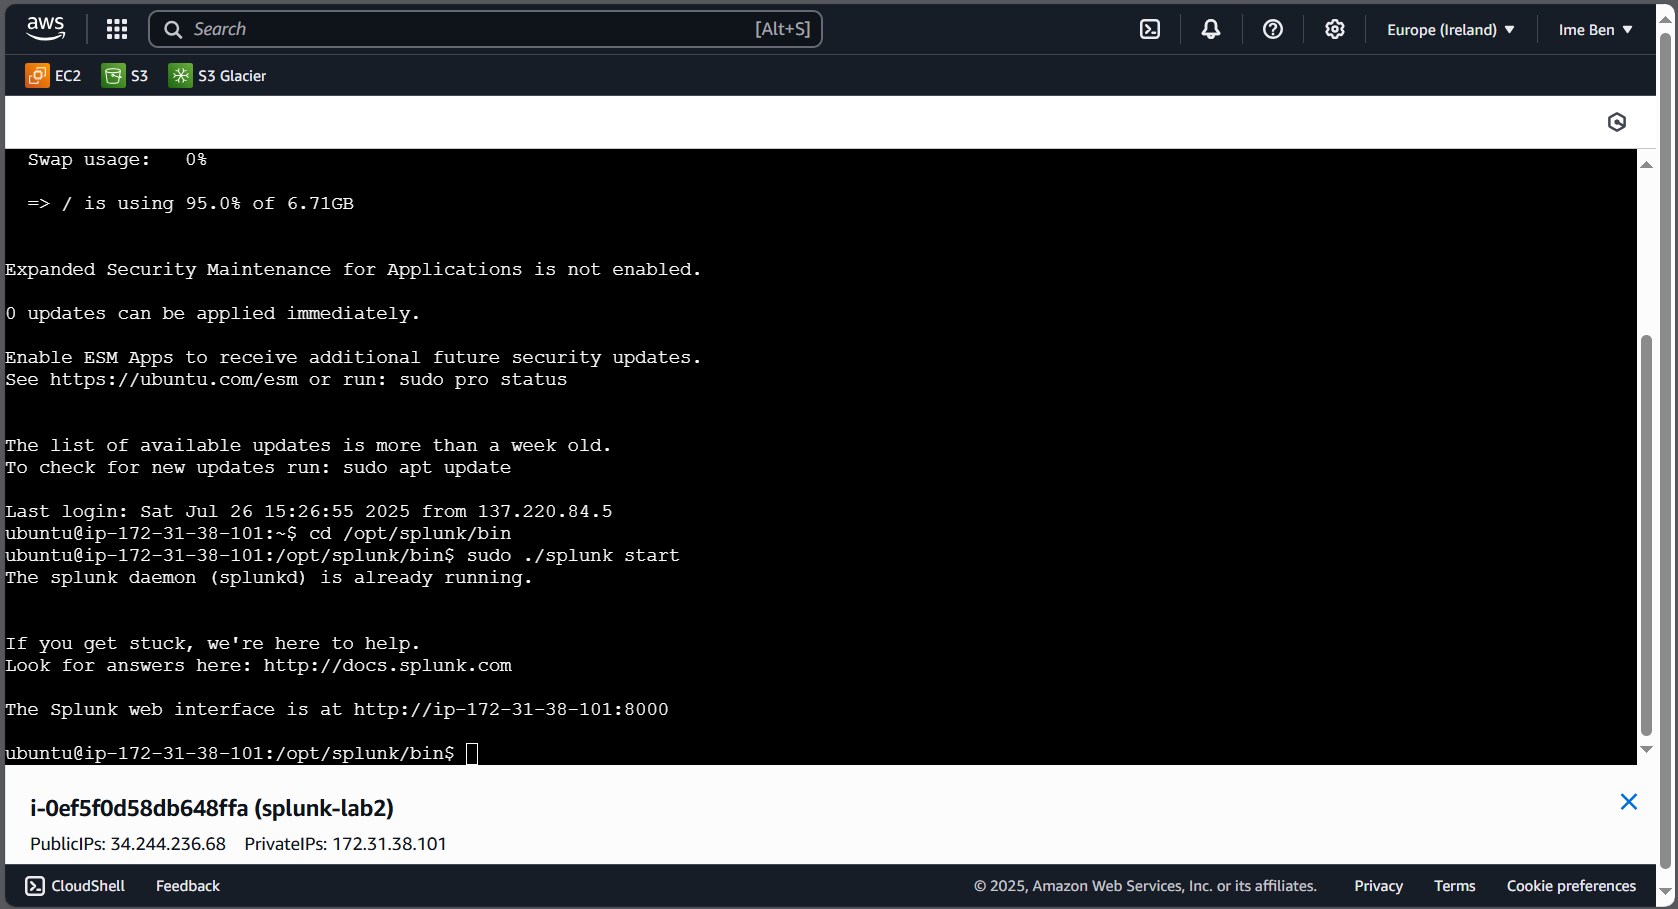 aws
Search [Alt+S]
Europe (Ireland)
Ime Ben
EC2
S3
S3 Glacier
Swap usage:   0%
=> / is using 95.0% of 6.71GB
Expanded Security Maintenance for Applications is not enabled.
0 updates can be applied immediately.
Enable ESM Apps to receive additional future security updates.
See https://ubuntu.com/esm or run: sudo pro status
The list of available updates is more than a week old.
To check for new updates run: sudo apt update
Last login: Sat Jul 26 15:26:55 2025 from 137.220.84.5
ubuntu@ip-172-31-38-101:~$ cd /opt/splunk/bin
ubuntu@ip-172-31-38-101:/opt/splunk/bin$ sudo ./splunk start
The splunk daemon (splunkd) is already running.
If you get stuck, we're here to help.
Look for answers here: http://docs.splunk.com
The Splunk web interface is at http://ip-172-31-38-101:8000
ubuntu@ip-172-31-38-101:/opt/splunk/bin$
i-0ef5f0d58db648ffa (splunk-lab2)
PublicIPs: 34.244.236.68   PrivateIPs: 172.31.38.101
CloudShell
Feedback
© 2025, Amazon Web Services, Inc. or its affiliates.
Privacy
Terms
Cookie preferences